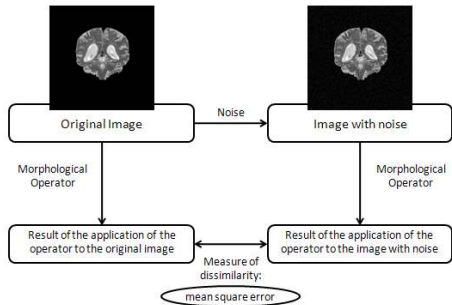 Original Image
Noise
Image with noise
Morphological
Operator
Morphological
Operator
Result of the application of the
operator to the original image
Result of the application of the
operator to the image with noise
Measure of
dissimilarity:
mean square error